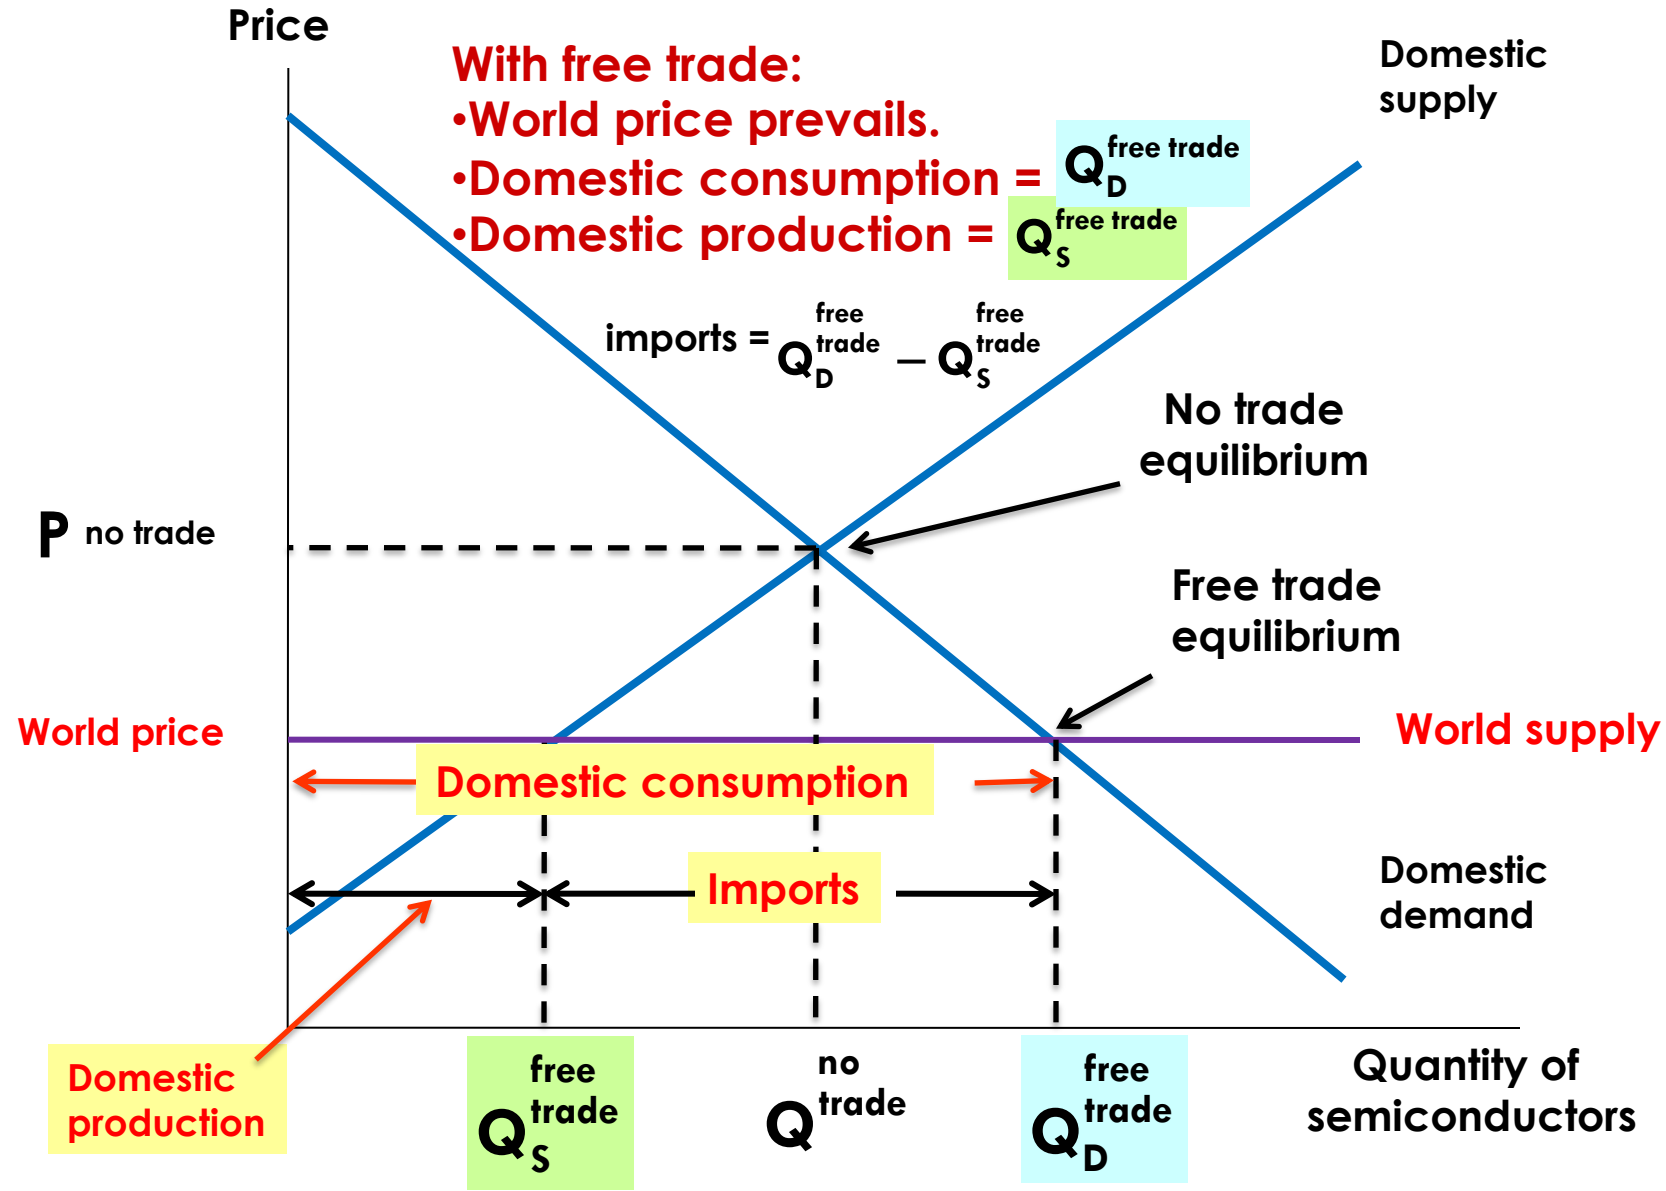 Price
With free trade:
•World price prevails.
•Domestic consumption = Q D free trade
•Domestic production = Q S free trade
Domestic
supply
imports = Q D free trade – Q S free trade
No trade
equilibrium
P no trade
Free trade
equilibrium
World price
World supply
Domestic consumption
Imports
Domestic
demand
Domestic
production
Q S free trade
Q no trade
Q D free trade
Quantity of
semiconductors